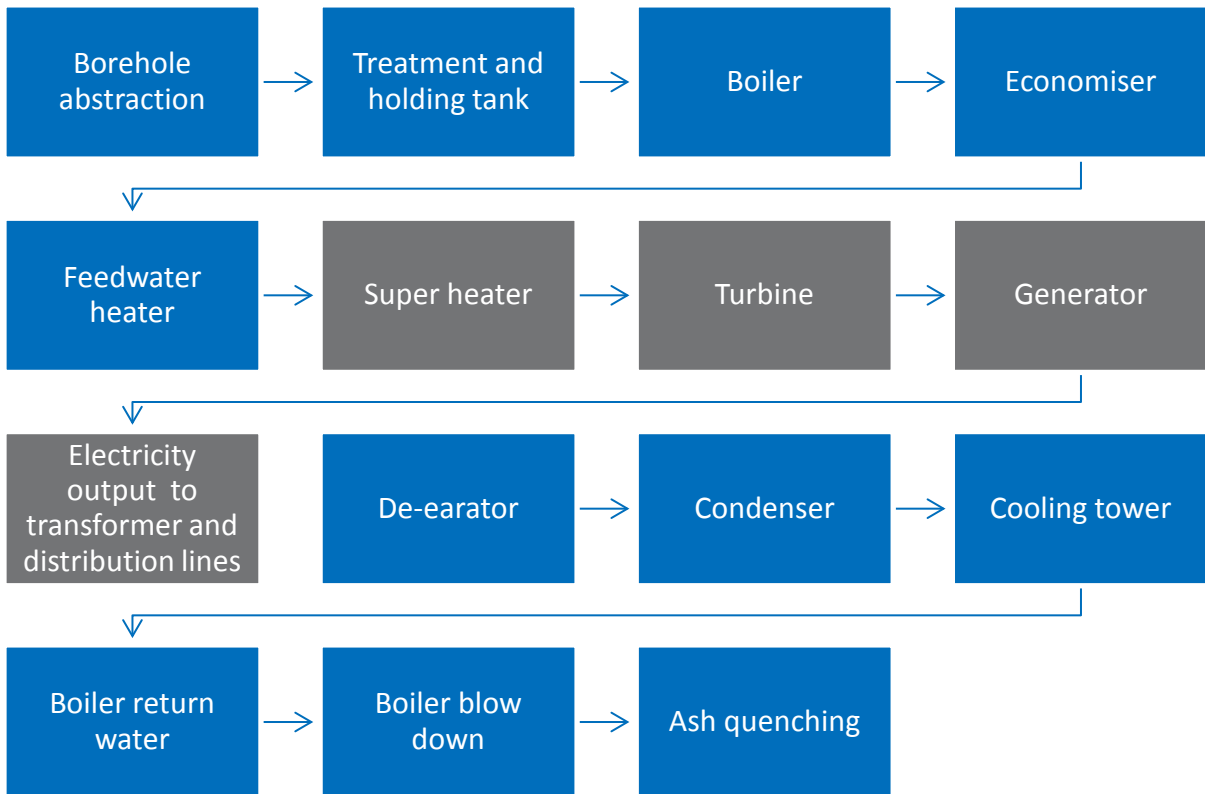 Borehole
abstraction
Treatment and
holding tank
Boiler
Economiser
Feedwater
heater
Super heater
Turbine
Generator
Electricity
output to
transformer and
distribution lines
De-earator
Condenser
Cooling tower
Boiler return
water
Boiler blow
down
Ash quenching